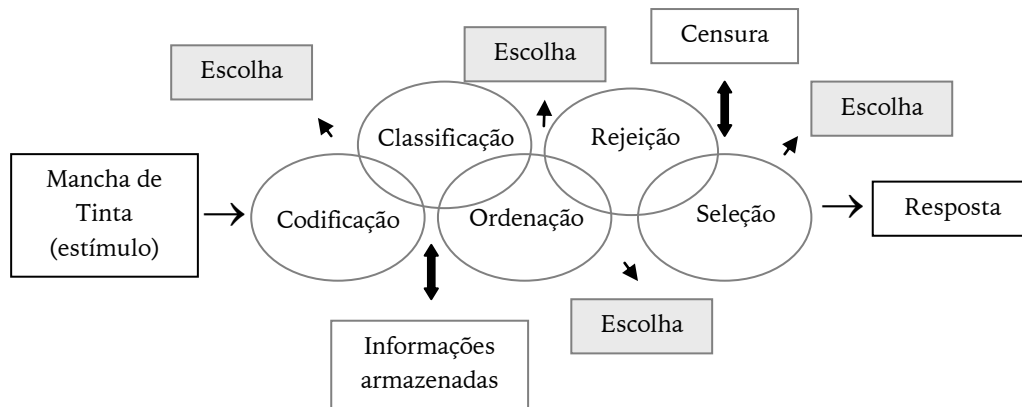 Censura
Escolha
Escolha
Escolha
Classificação
Rejeição
Mancha de
Tinta
(estímulo)
Codificação
Ordenação
Seleção
Resposta
Escolha
Informações
armazenadas